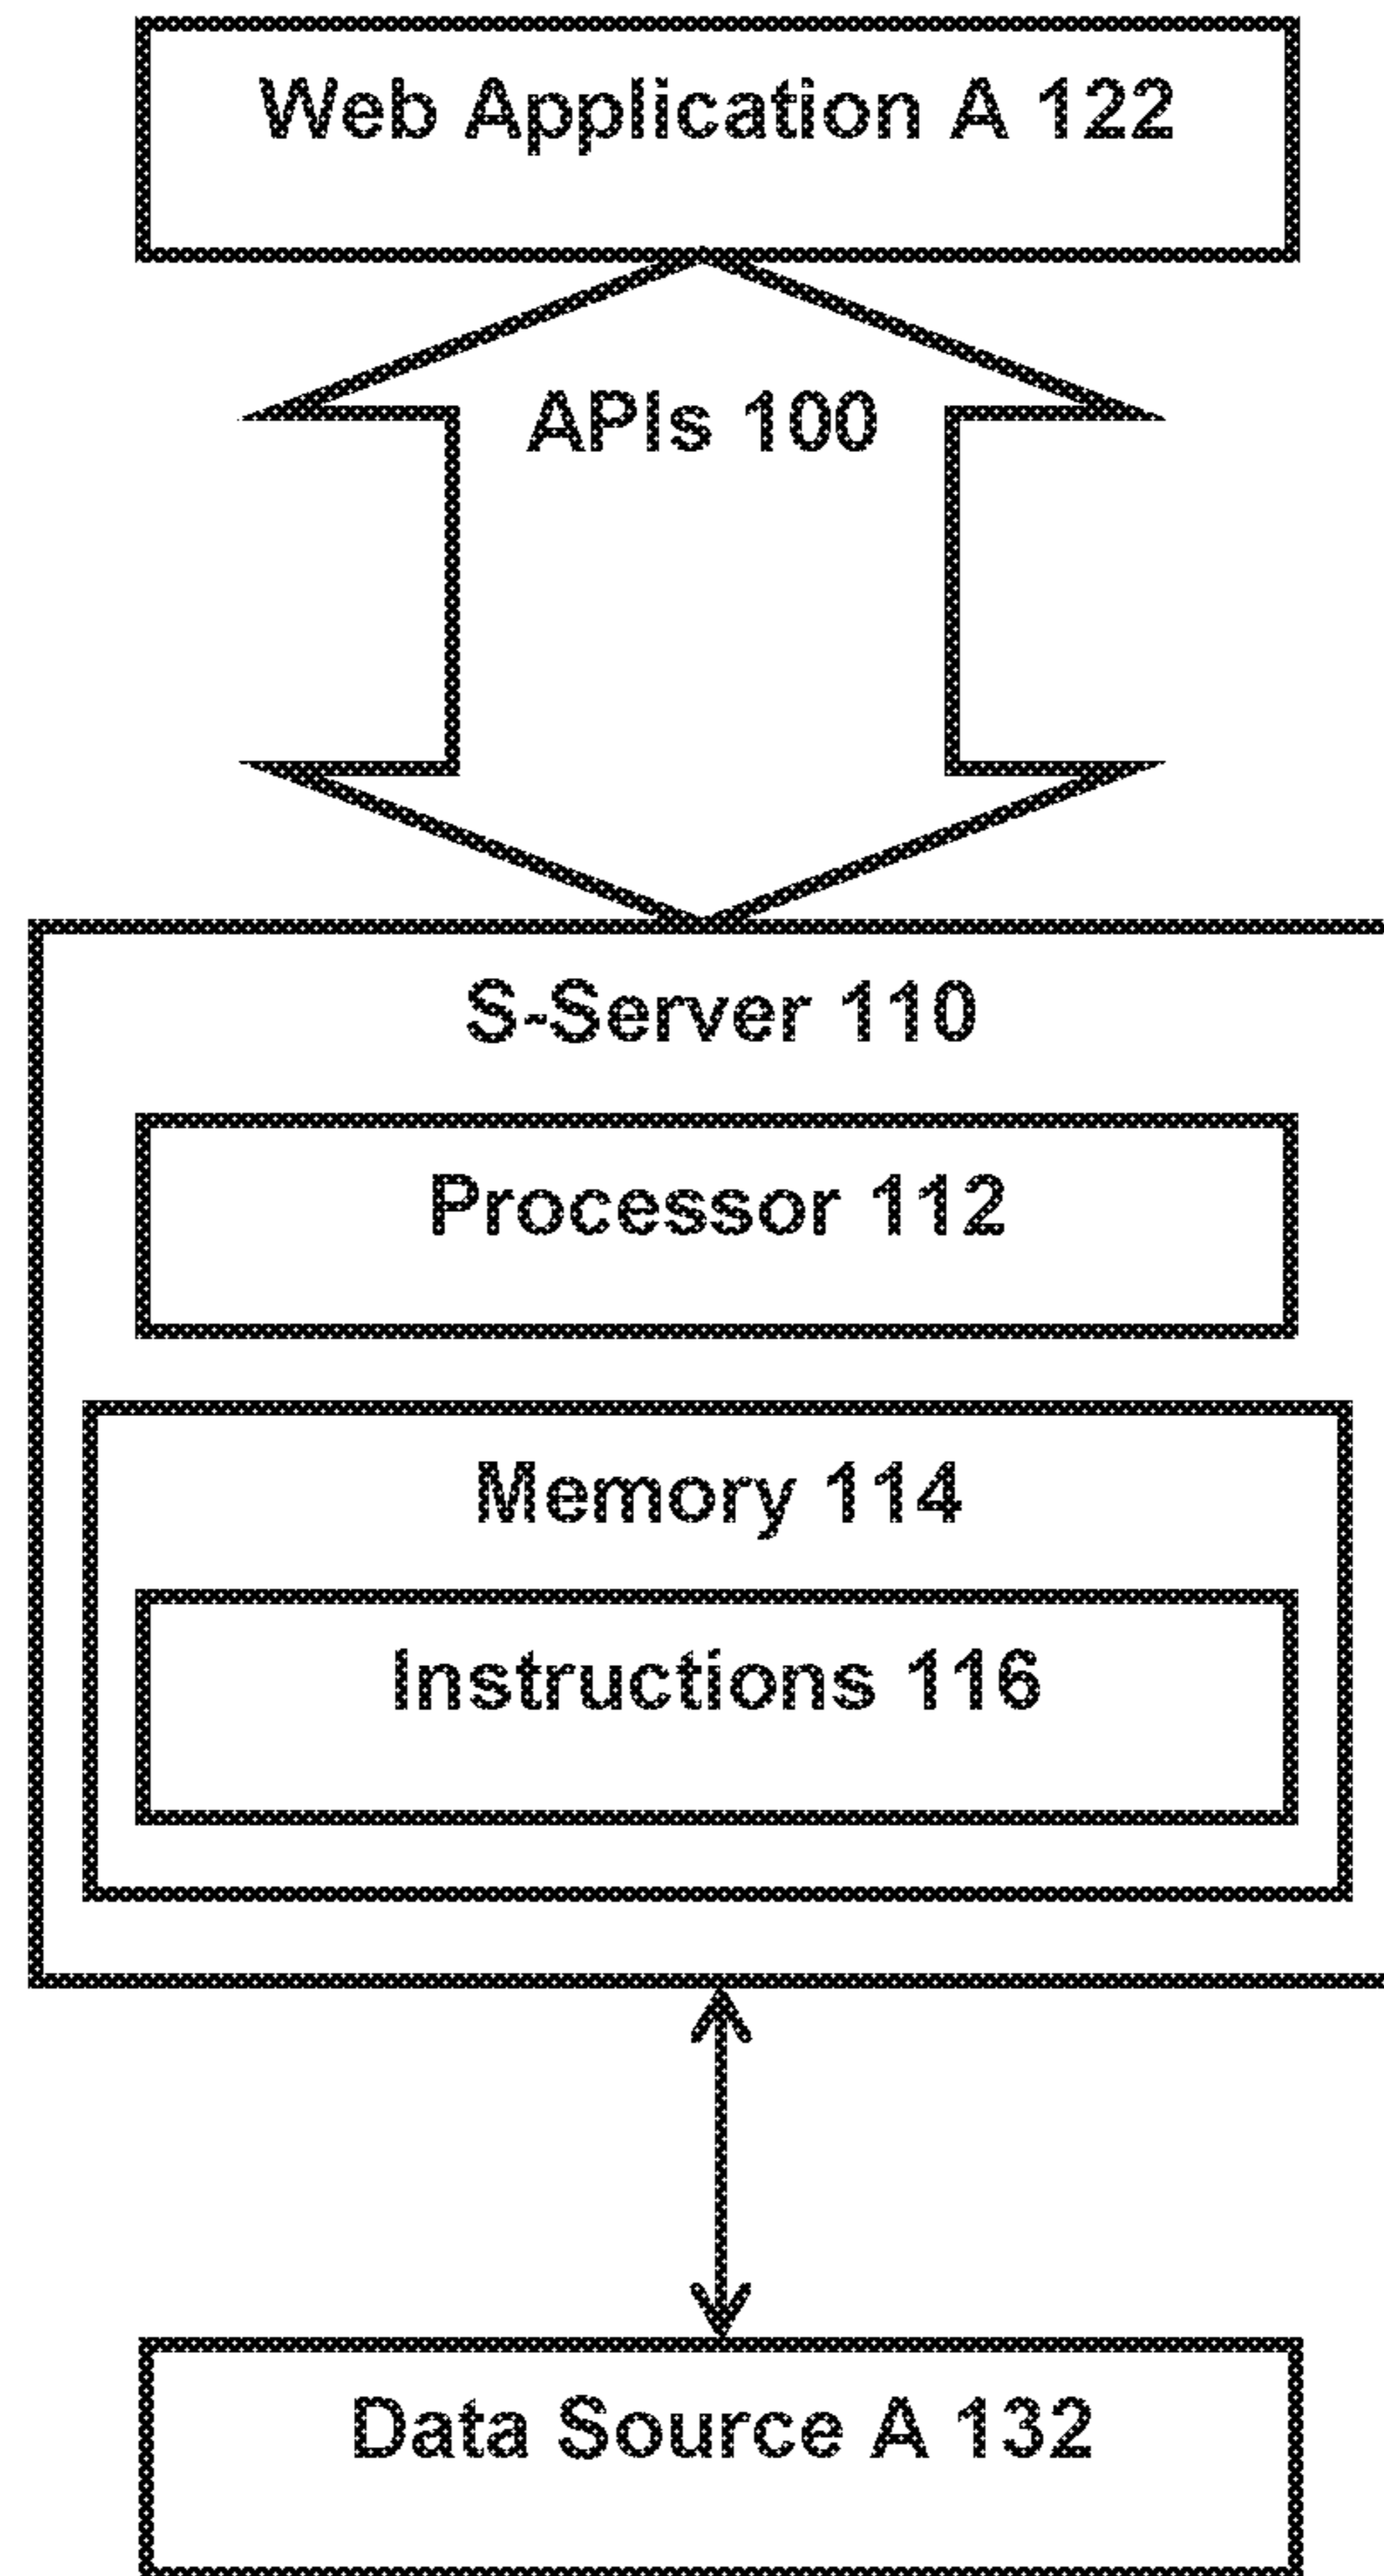 Web Application A 122
APIs 100
S-Server 110
Processor 112
Memory 114
Instructions 116
Data Source A 132